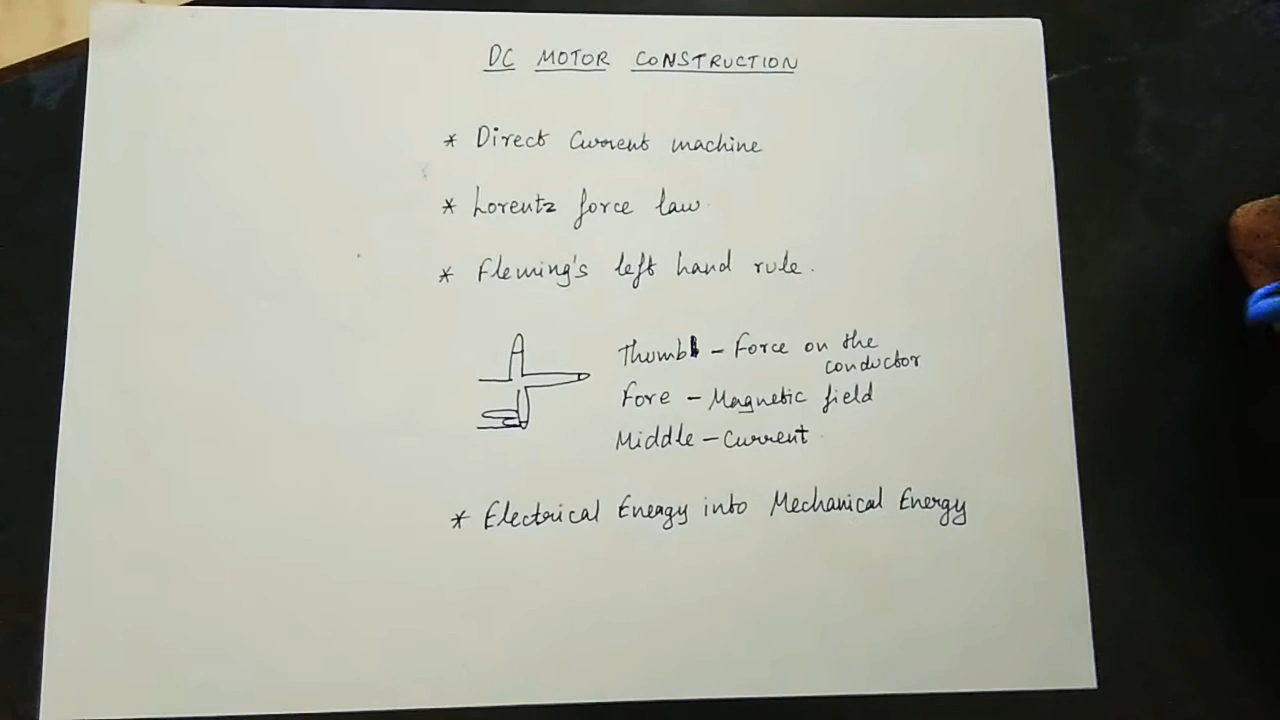 DC MOTOR CONSTRUCTION
* Direct Current machine
* Lorentz force law
* Fleming's left hand rule.
Thumb - Force on the
conductor
Fore - Magnetic field
Middle - Current
* Electrical Energy into Mechanical Energy